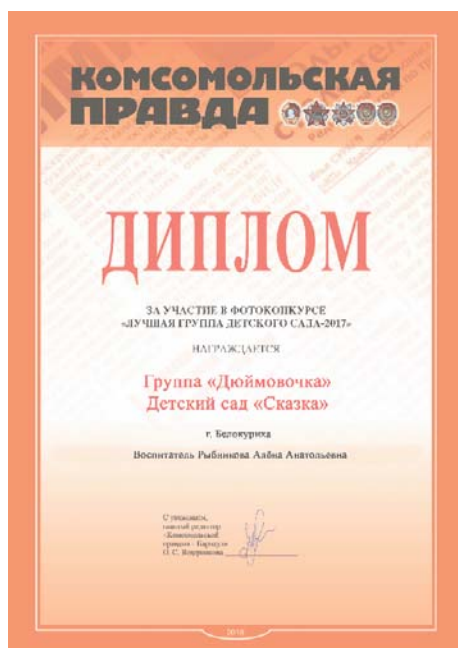 КОМСОМОЛЬСКАЯ
ПРАВДА
ДИПЛОМ
ЗА УЧАСТИЕ В ФОТОКОНКУРСЕ
«ЛУЧШАЯ ГРУППА ДЕТСКОГО САДА-2017»
НАГРАЖДАЕТСЯ
Группа «Дюймовочка»
Детский сад «Сказка»
г. Белокуриха
Воспитатель Рыбникова Алёна Анатольевна
С уважением,
главный редактор
«Комсомольской
правды» - Барнаул
О. С.